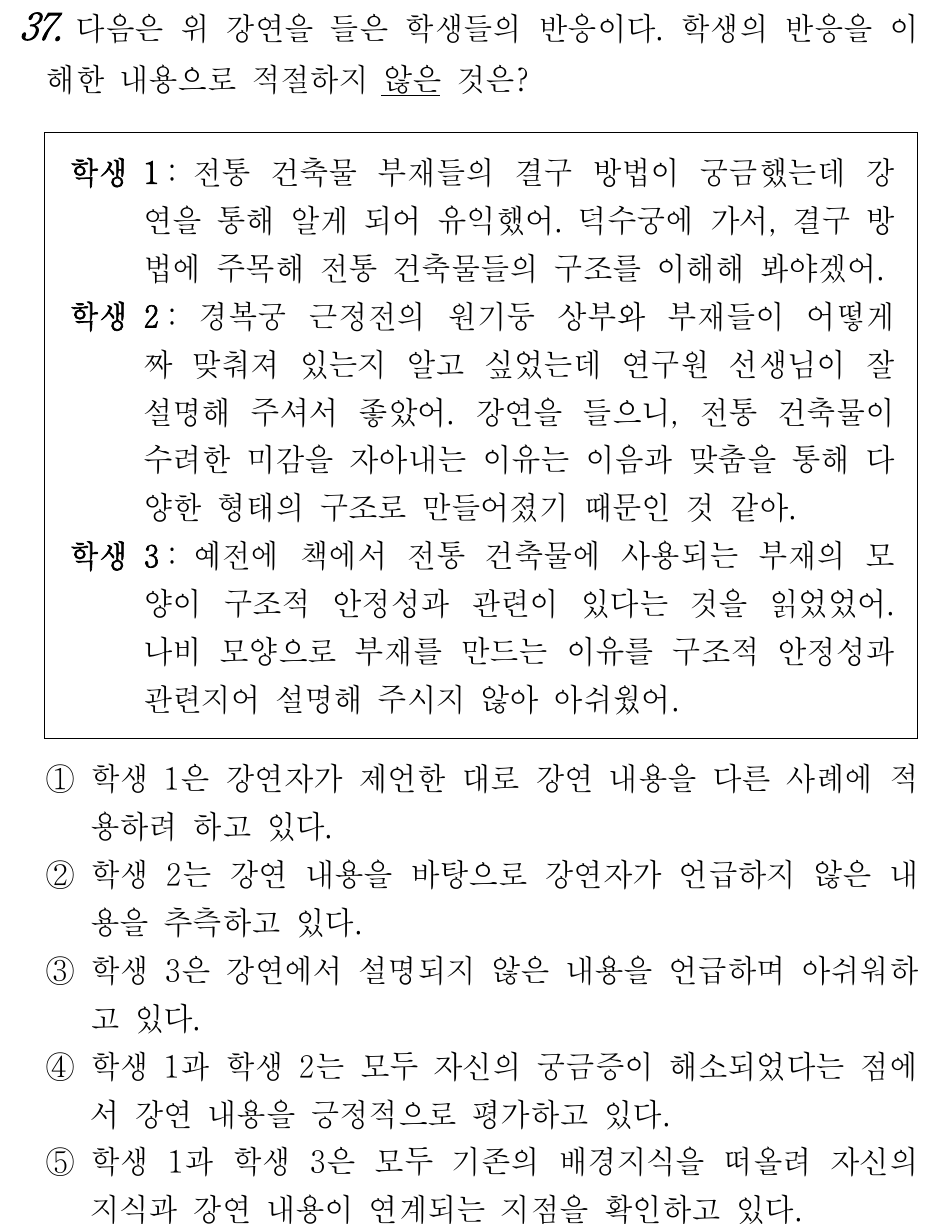 37. 다음은 위 강연을 들은 학생들의 반응이다. 학생의 반응을 이
해한 내용으로 적절하지 않은 것은?
학생 1: 전통 건축물 부재들의 결구 방법이 궁금했는데 강
연을 통해 알게 되어 유익했어. 덕수궁에 가서, 결구 방
법에 주목해 전통 건축물들의 구조를 이해해 봐야겠어.
학생 2: 경복궁 근정전의 원기둥 상부와 부재들이 어떻게
짜 맞춰져 있는지 알고 싶었는데 연구원 선생님이 잘
설명해 주셔서 좋았어. 강연을 들으니, 전통 건축물이
수려한 미감을 자아내는 이유는 이음과 맞춤을 통해 다
양한 형태의 구조로 만들어졌기 때문인 것 같아.
학생 3: 예전에 책에서 전통 건축물에 사용되는 부재의 모
양이 구조적 안정성과 관련이 있다는 것을 읽었었어.
나비 모양으로 부재를 만드는 이유를 구조적 안정성과
관련지어 설명해 주시지 않아 아쉬웠어.
① 학생 1은 강연자가 제언한 대로 강연 내용을 다른 사례에 적
용하려 하고 있다.
② 학생 2는 강연 내용을 바탕으로 강연자가 언급하지 않은 내
용을 추측하고 있다.
③ 학생 3은 강연에서 설명되지 않은 내용을 언급하며 아쉬워하
고 있다.
④ 학생 1과 학생 2는 모두 자신의 궁금증이 해소되었다는 점에
서 강연 내용을 긍정적으로 평가하고 있다.
⑤ 학생 1과 학생 3은 모두 기존의 배경지식을 떠올려 자신의
지식과 강연 내용이 연계되는 지점을 확인하고 있다.